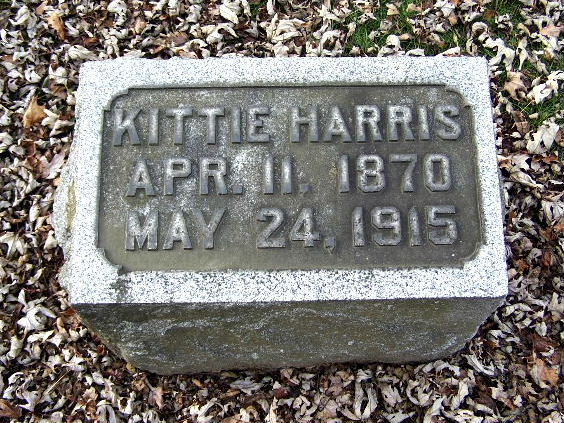 KITTIE HARRIS
APR. 11. 1870
MAY 24, 1915